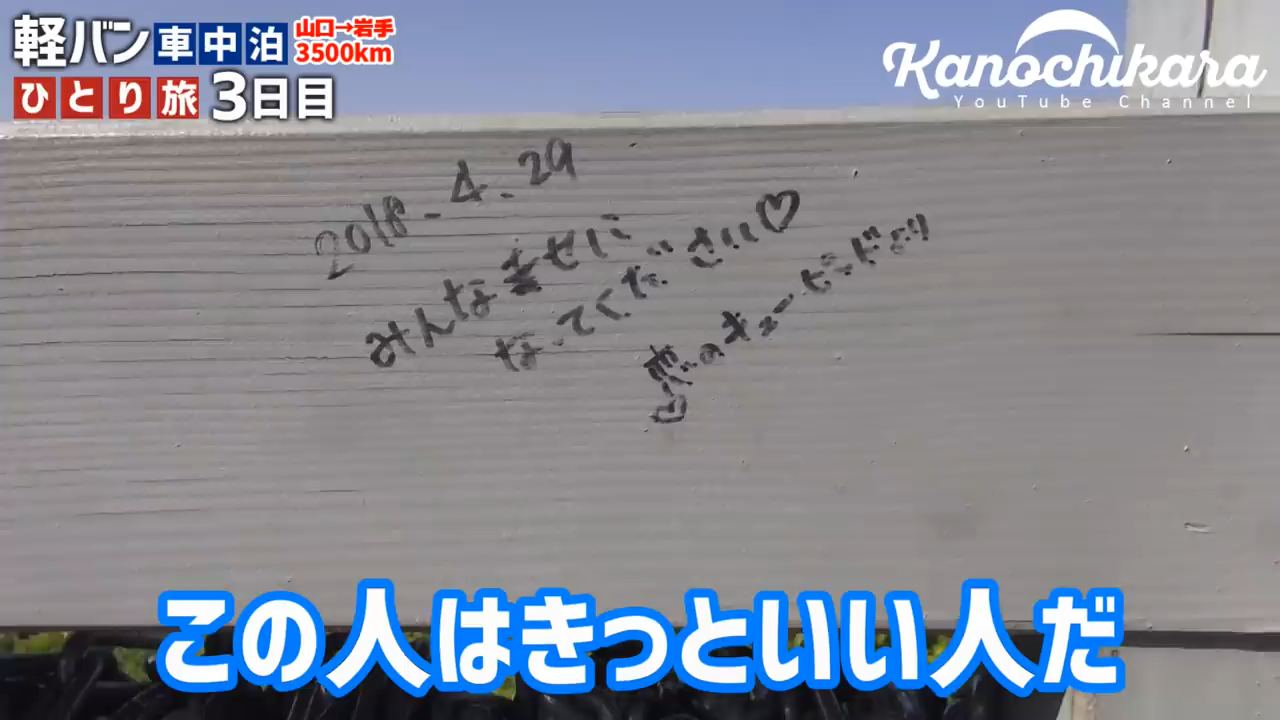 軽バン車中泊
山口→岩手
3500km
ひとり旅3日目
Kanochikara
YouTube Channel
2018-4-29
みんな幸せに
なってください♡
恋のキューピッドより
この人はきっといい人だ